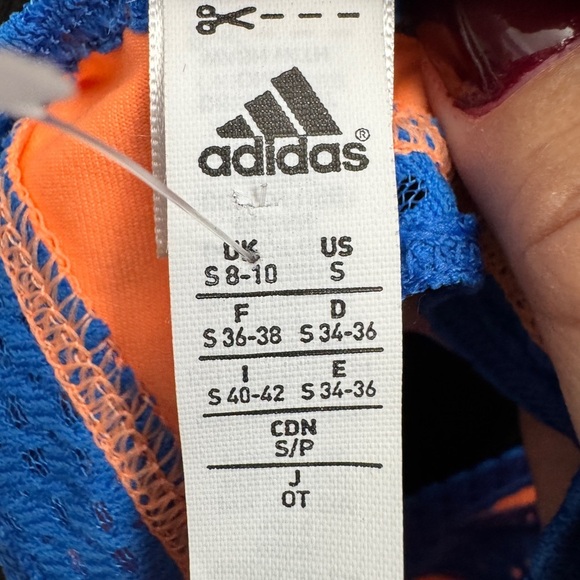 adidas®
UK US
S 8-10 S
F D
S 36-38 S 34-36
I E
S 40-42 S 34-36
CDN
S/P
J
OT